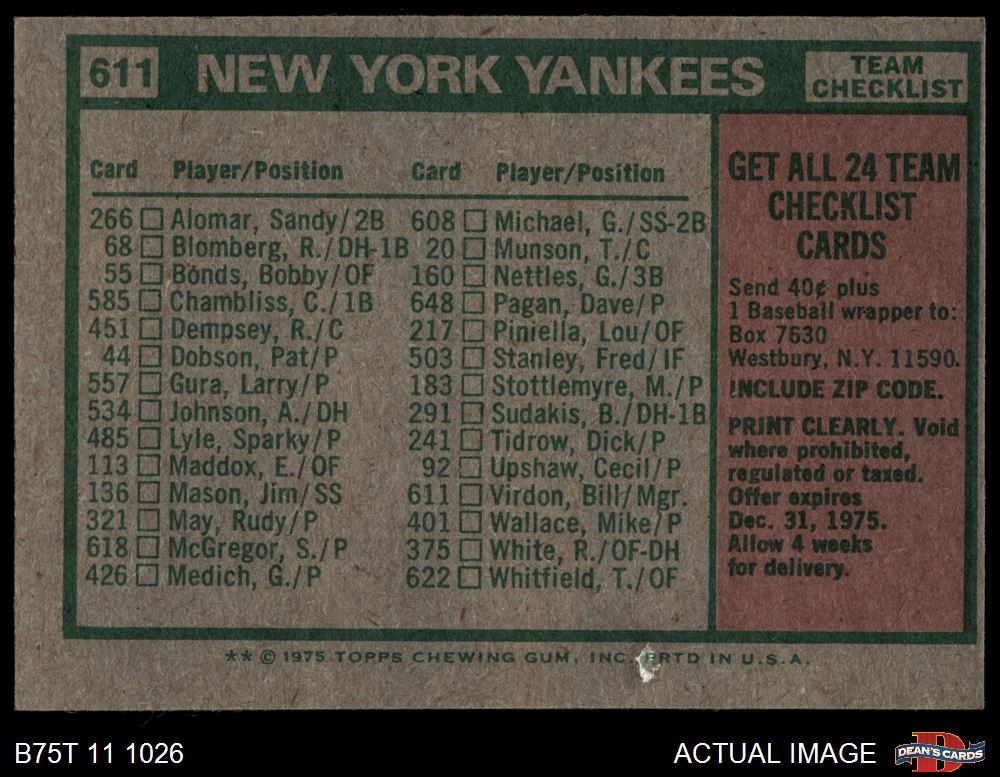 611 NEW YORK YANKEES TEAM CHECKLIST
Card Player/Position
266 Alomar, Sandy/2B
68 Blomberg, R./DH-1B
55 Bonds, Bobby/OF
585 Chambliss, C./1B
451 Dempsey, R./C
44 Dobson, Pat/P
557 Gura, Larry/P
534 Johnson, A./DH
485 Lyle, Sparky/P
113 Maddox, E./OF
136 Mason, Jim/SS
321 May, Rudy/P
618 McGregor, S./P
426 Medich, G./P
Card Player/Position
608 Michael, G./SS-2B
20 Munson, T./C
160 Nettles, G./3B
648 Pagan, Dave/P
217 Piniella, Lou/OF
503 Stanley, Fred/IF
183 Stottlemyre, M./P
291 Sudakis, B./DH-1B
241 Tidrow, Dick/P
92 Upshaw, Cecil/P
611 Virdon, Bill/Mgr.
401 Wallace, Mike/P
375 White, R./OF-DH
622 Whitfield, T./OF
GET ALL 24 TEAM
CHECKLIST
CARDS
Send 40¢ plus
1 Baseball wrapper to:
Box 7630
Westbury, N.Y. 11590.
INCLUDE ZIP CODE.
PRINT CLEARLY. Void
where prohibited,
regulated or taxed.
Offer expires
Dec. 31, 1975.
Allow 4 weeks
for delivery.
** © 1975 TOPPS CHEWING GUM, INC. PRTD IN U.S.A.
B75T 11 1026
ACTUAL IMAGE
DEAN'S CARDS